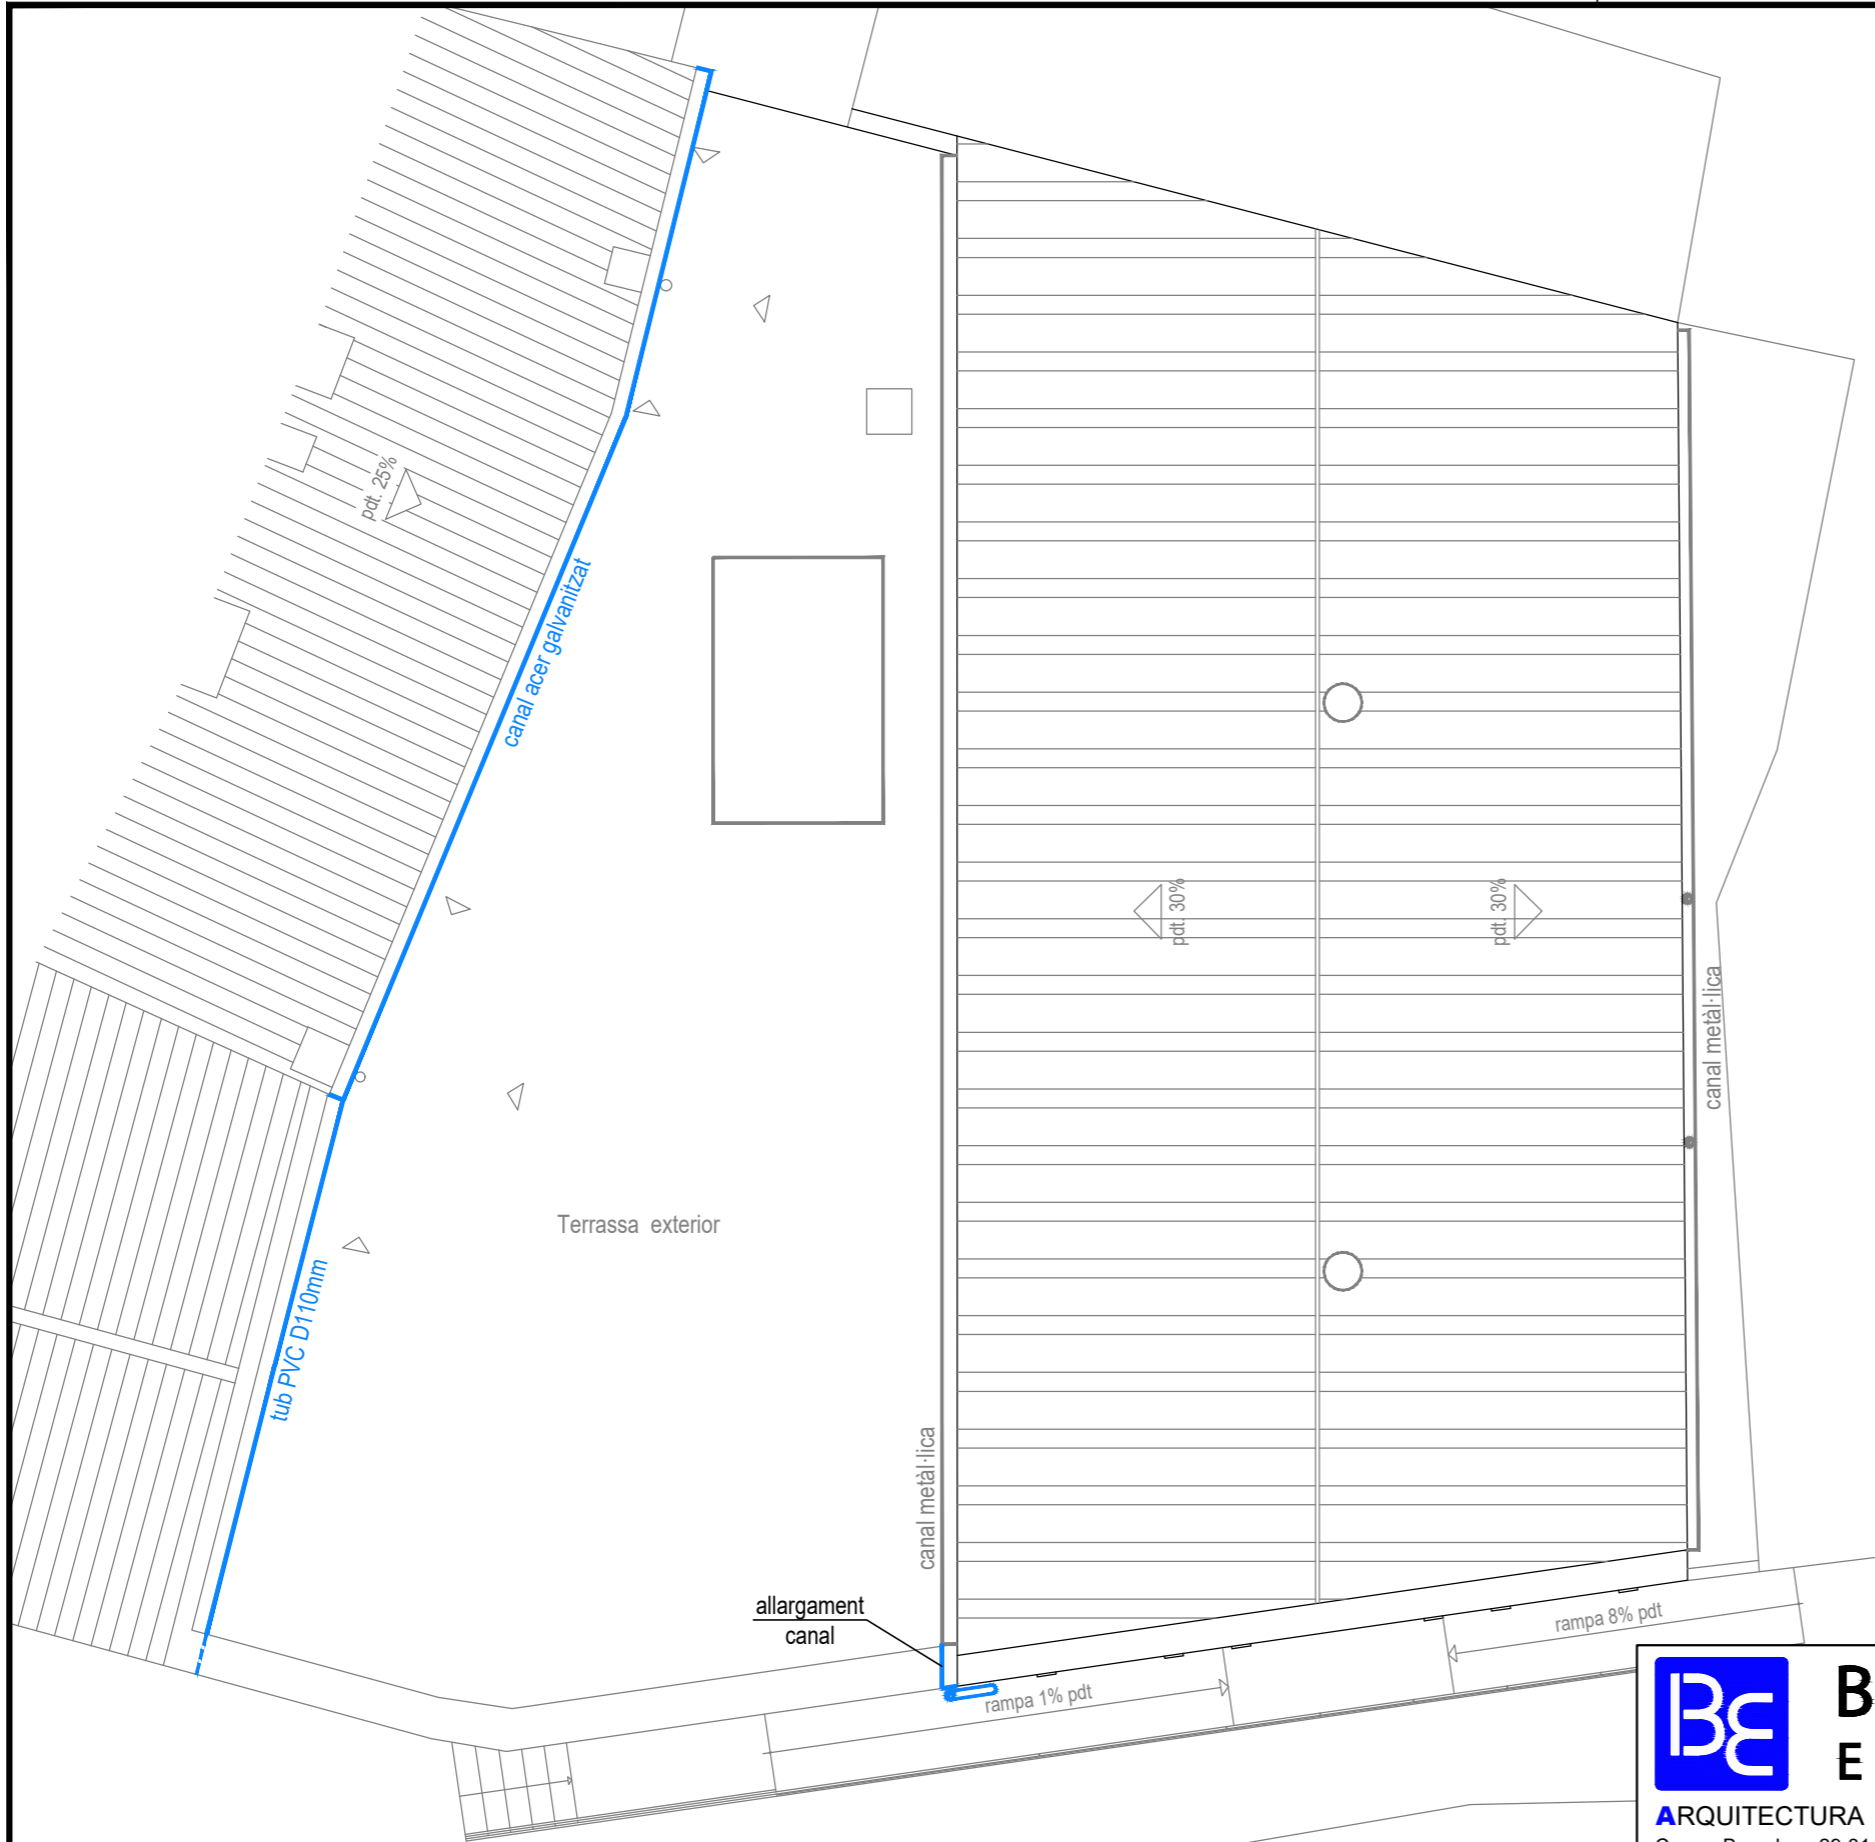 pdt. 25%
canal acer galvanitzat
pdt. 30%
pdt. 30%
canal metàl·lica
Terrassa exterior
tub PVC D110mm
canal metàl·lica
allargament
canal
rampa 8% pdt
rampa 1% pdt
BE
B
E
ARQUITECTURA